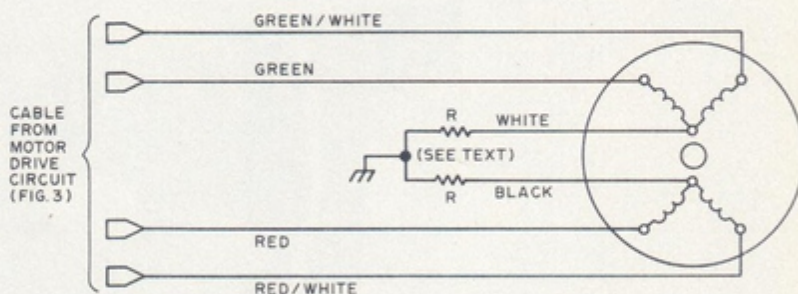 GREEN/WHITE
GREEN
CABLE
FROM
MOTOR
DRIVE
CIRCUIT
(FIG.3)
R
WHITE
(SEE TEXT)
R
BLACK
RED
RED/WHITE